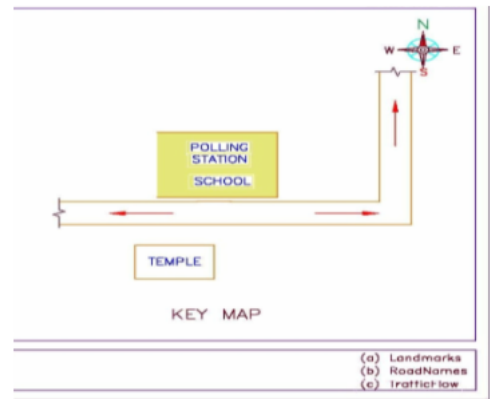 N
W E
S
POLLING
STATION
SCHOOL
TEMPLE
KEY MAP
(a) Landmarks
(b) RoadNames
(c) TrafficFlow